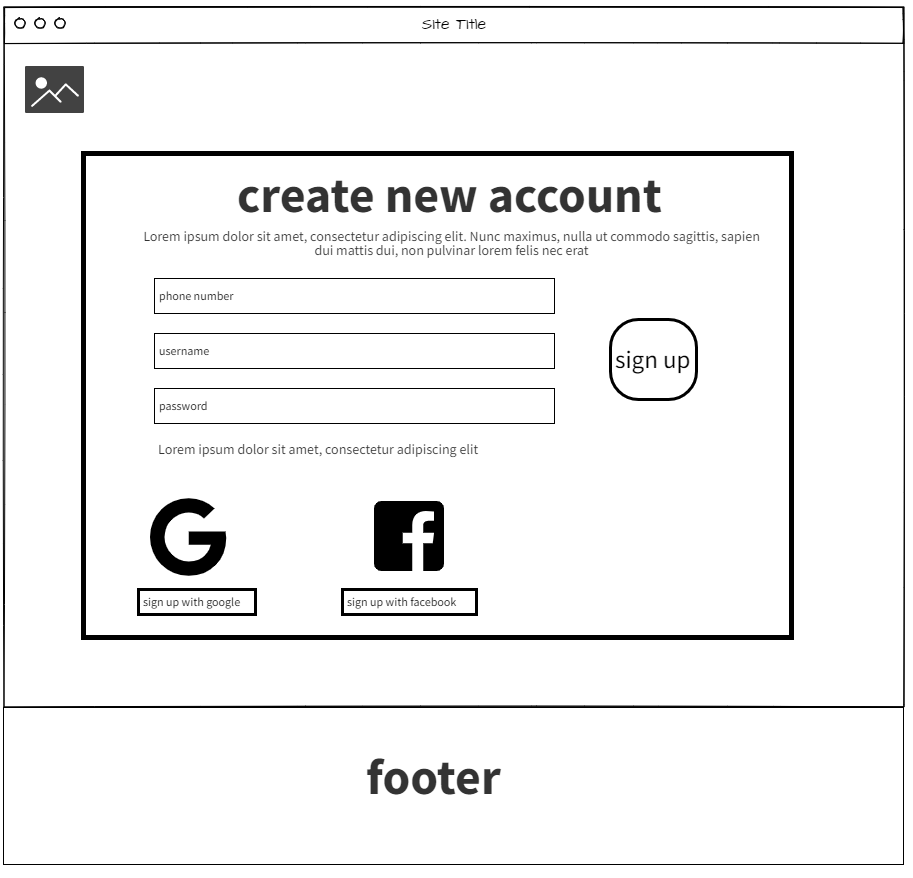 Site Title
create new account
Lorem ipsum dolor sit amet, consectetur adipiscing elit. Nunc maximus, nulla ut commodo sagittis, sapien
dui mattis dui, non pulvinar lorem felis nec erat
phone number
username
sign up
password
Lorem ipsum dolor sit amet, consectetur adipiscing elit
sign up with google
sign up with facebook
footer